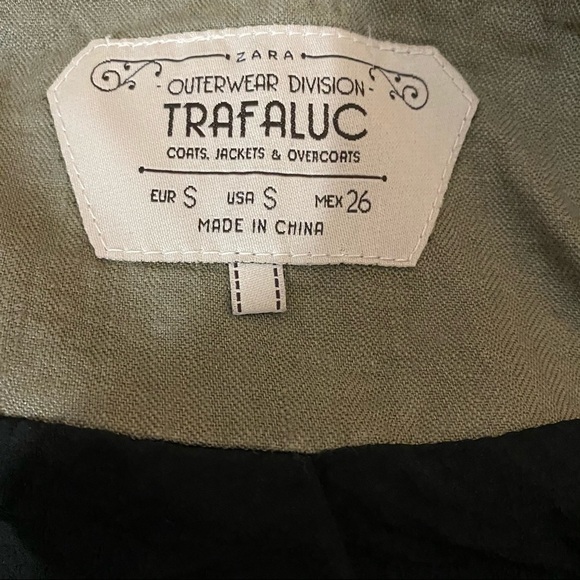 ZARA
- OUTERWEAR DIVISION -
TRAFALUC
COATS, JACKETS & OVERCOATS
EUR S USA S MEX 26
MADE IN CHINA